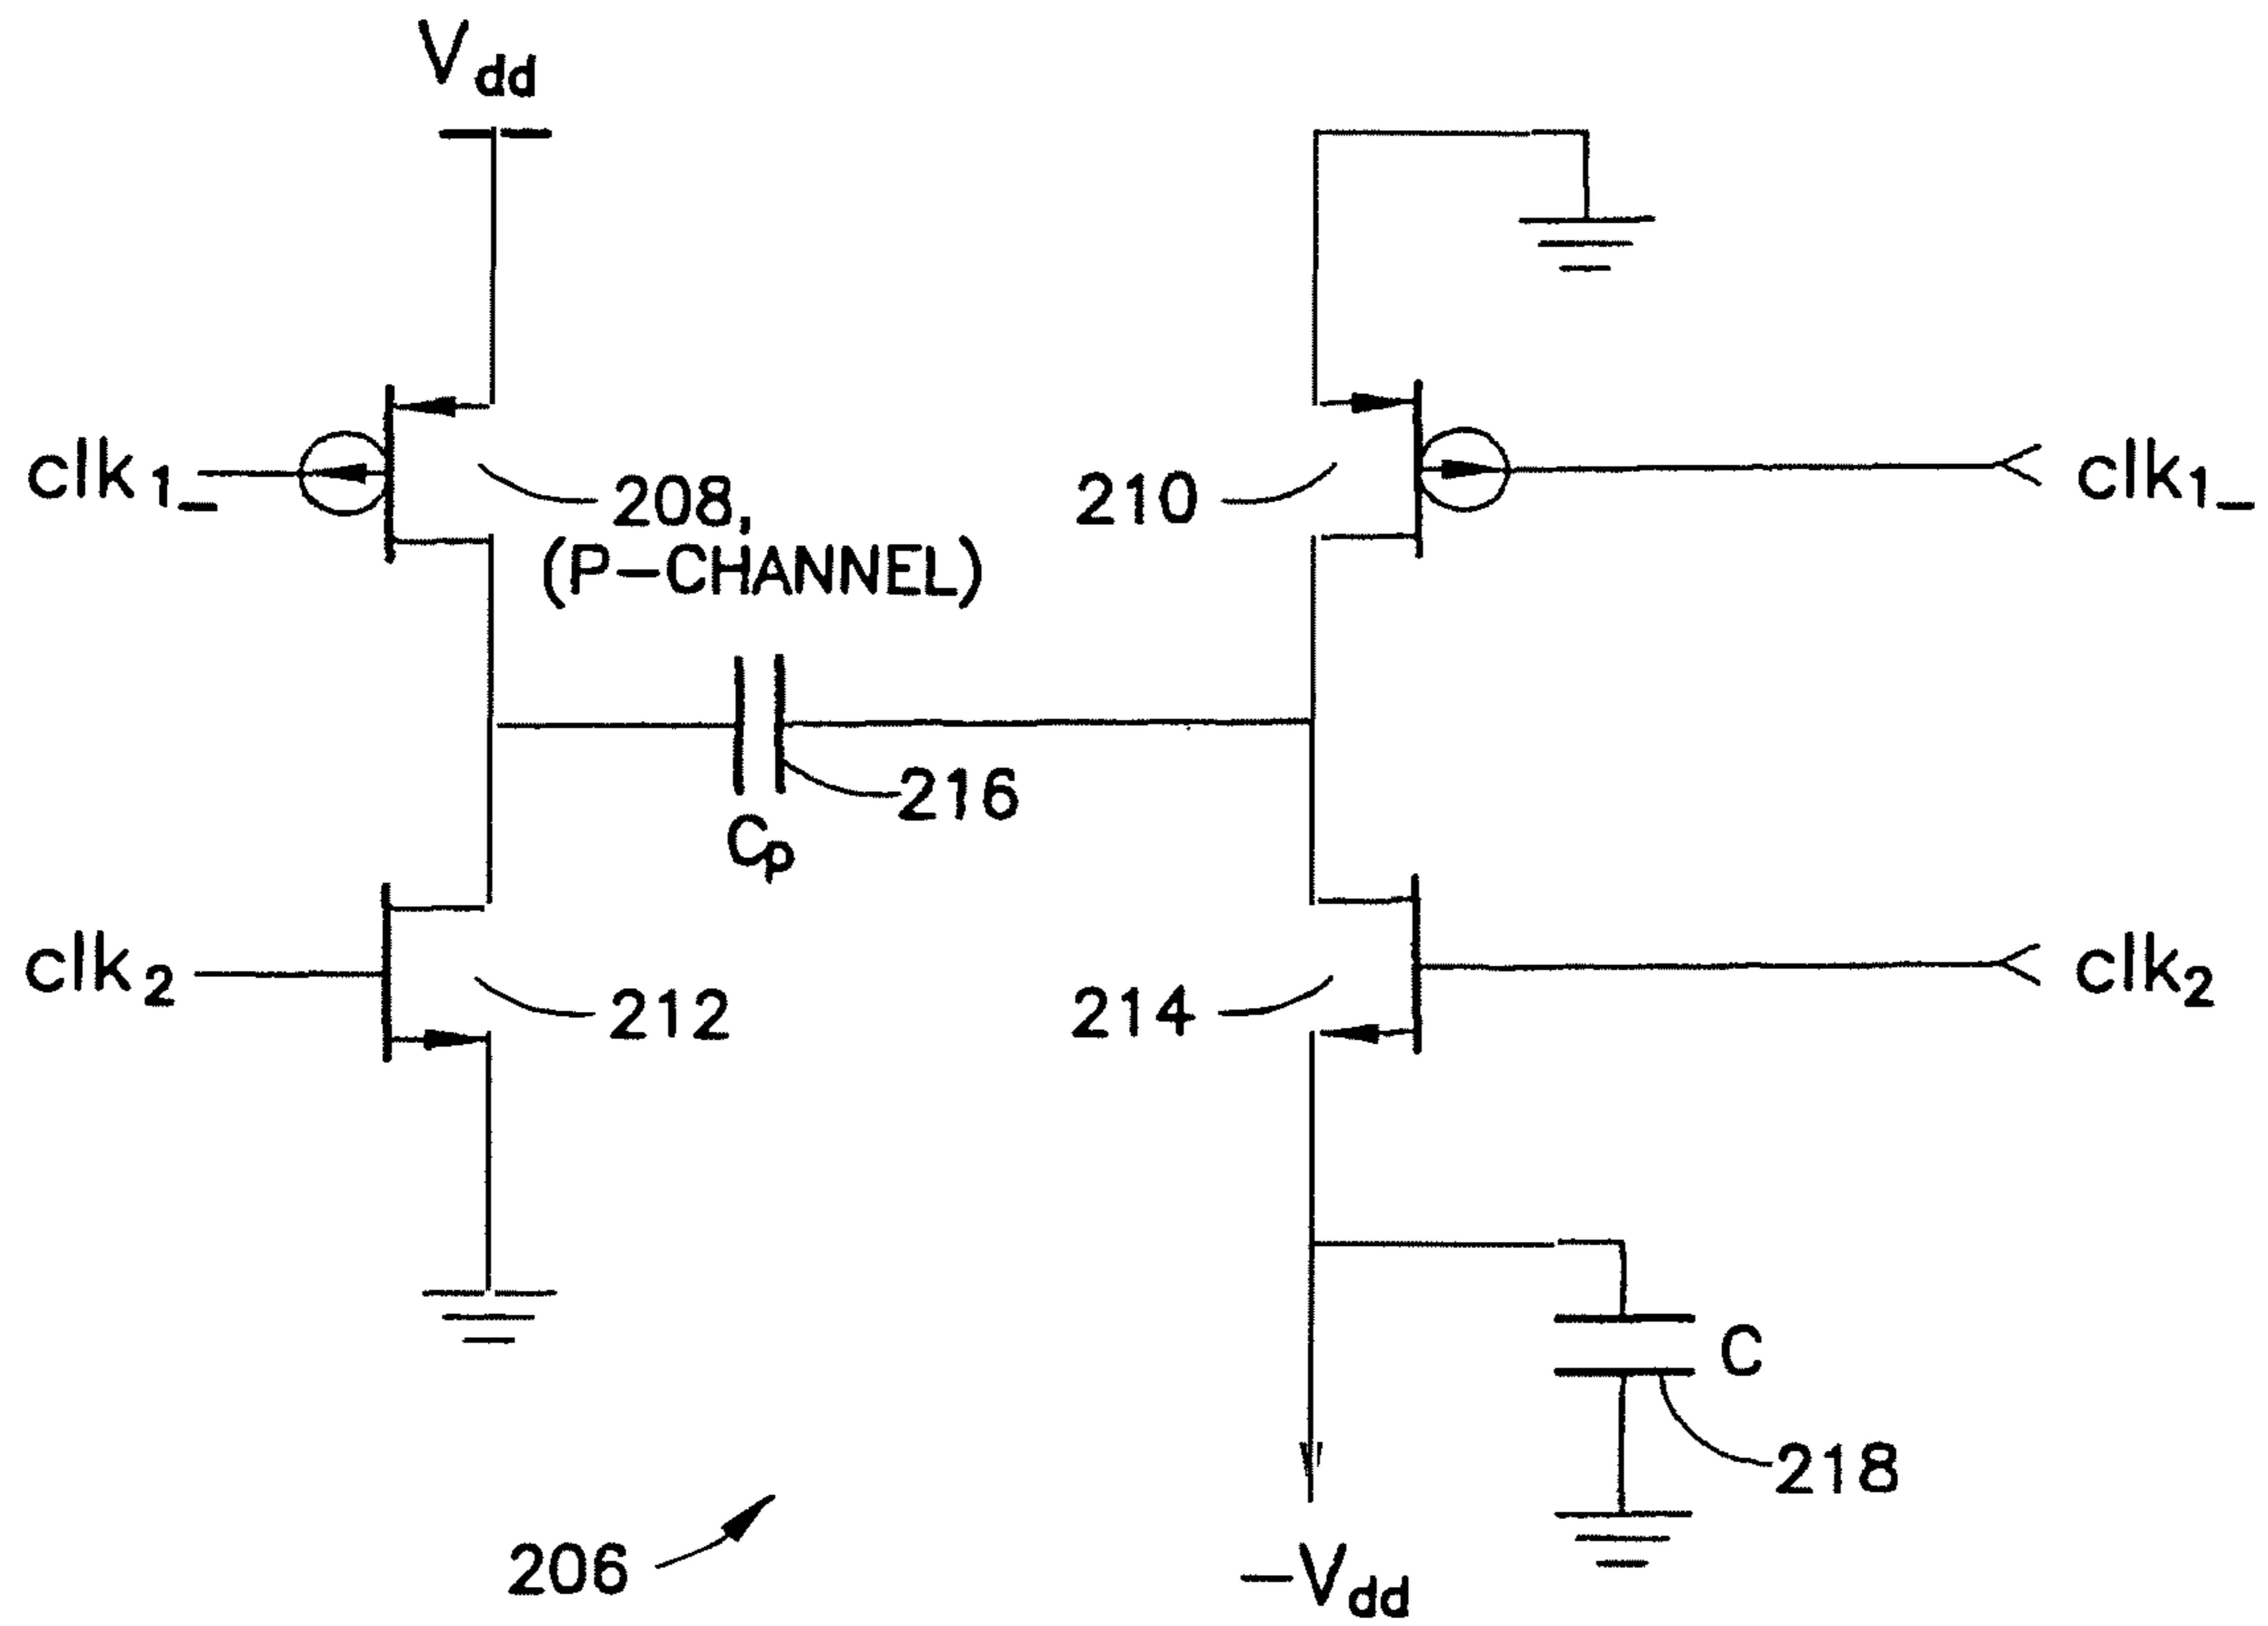 Vdd
clk1_
208,
(P-CHANNEL)
210
clk1_
216
Cp
clk2
212
214
clk2
C
218
206
-Vdd